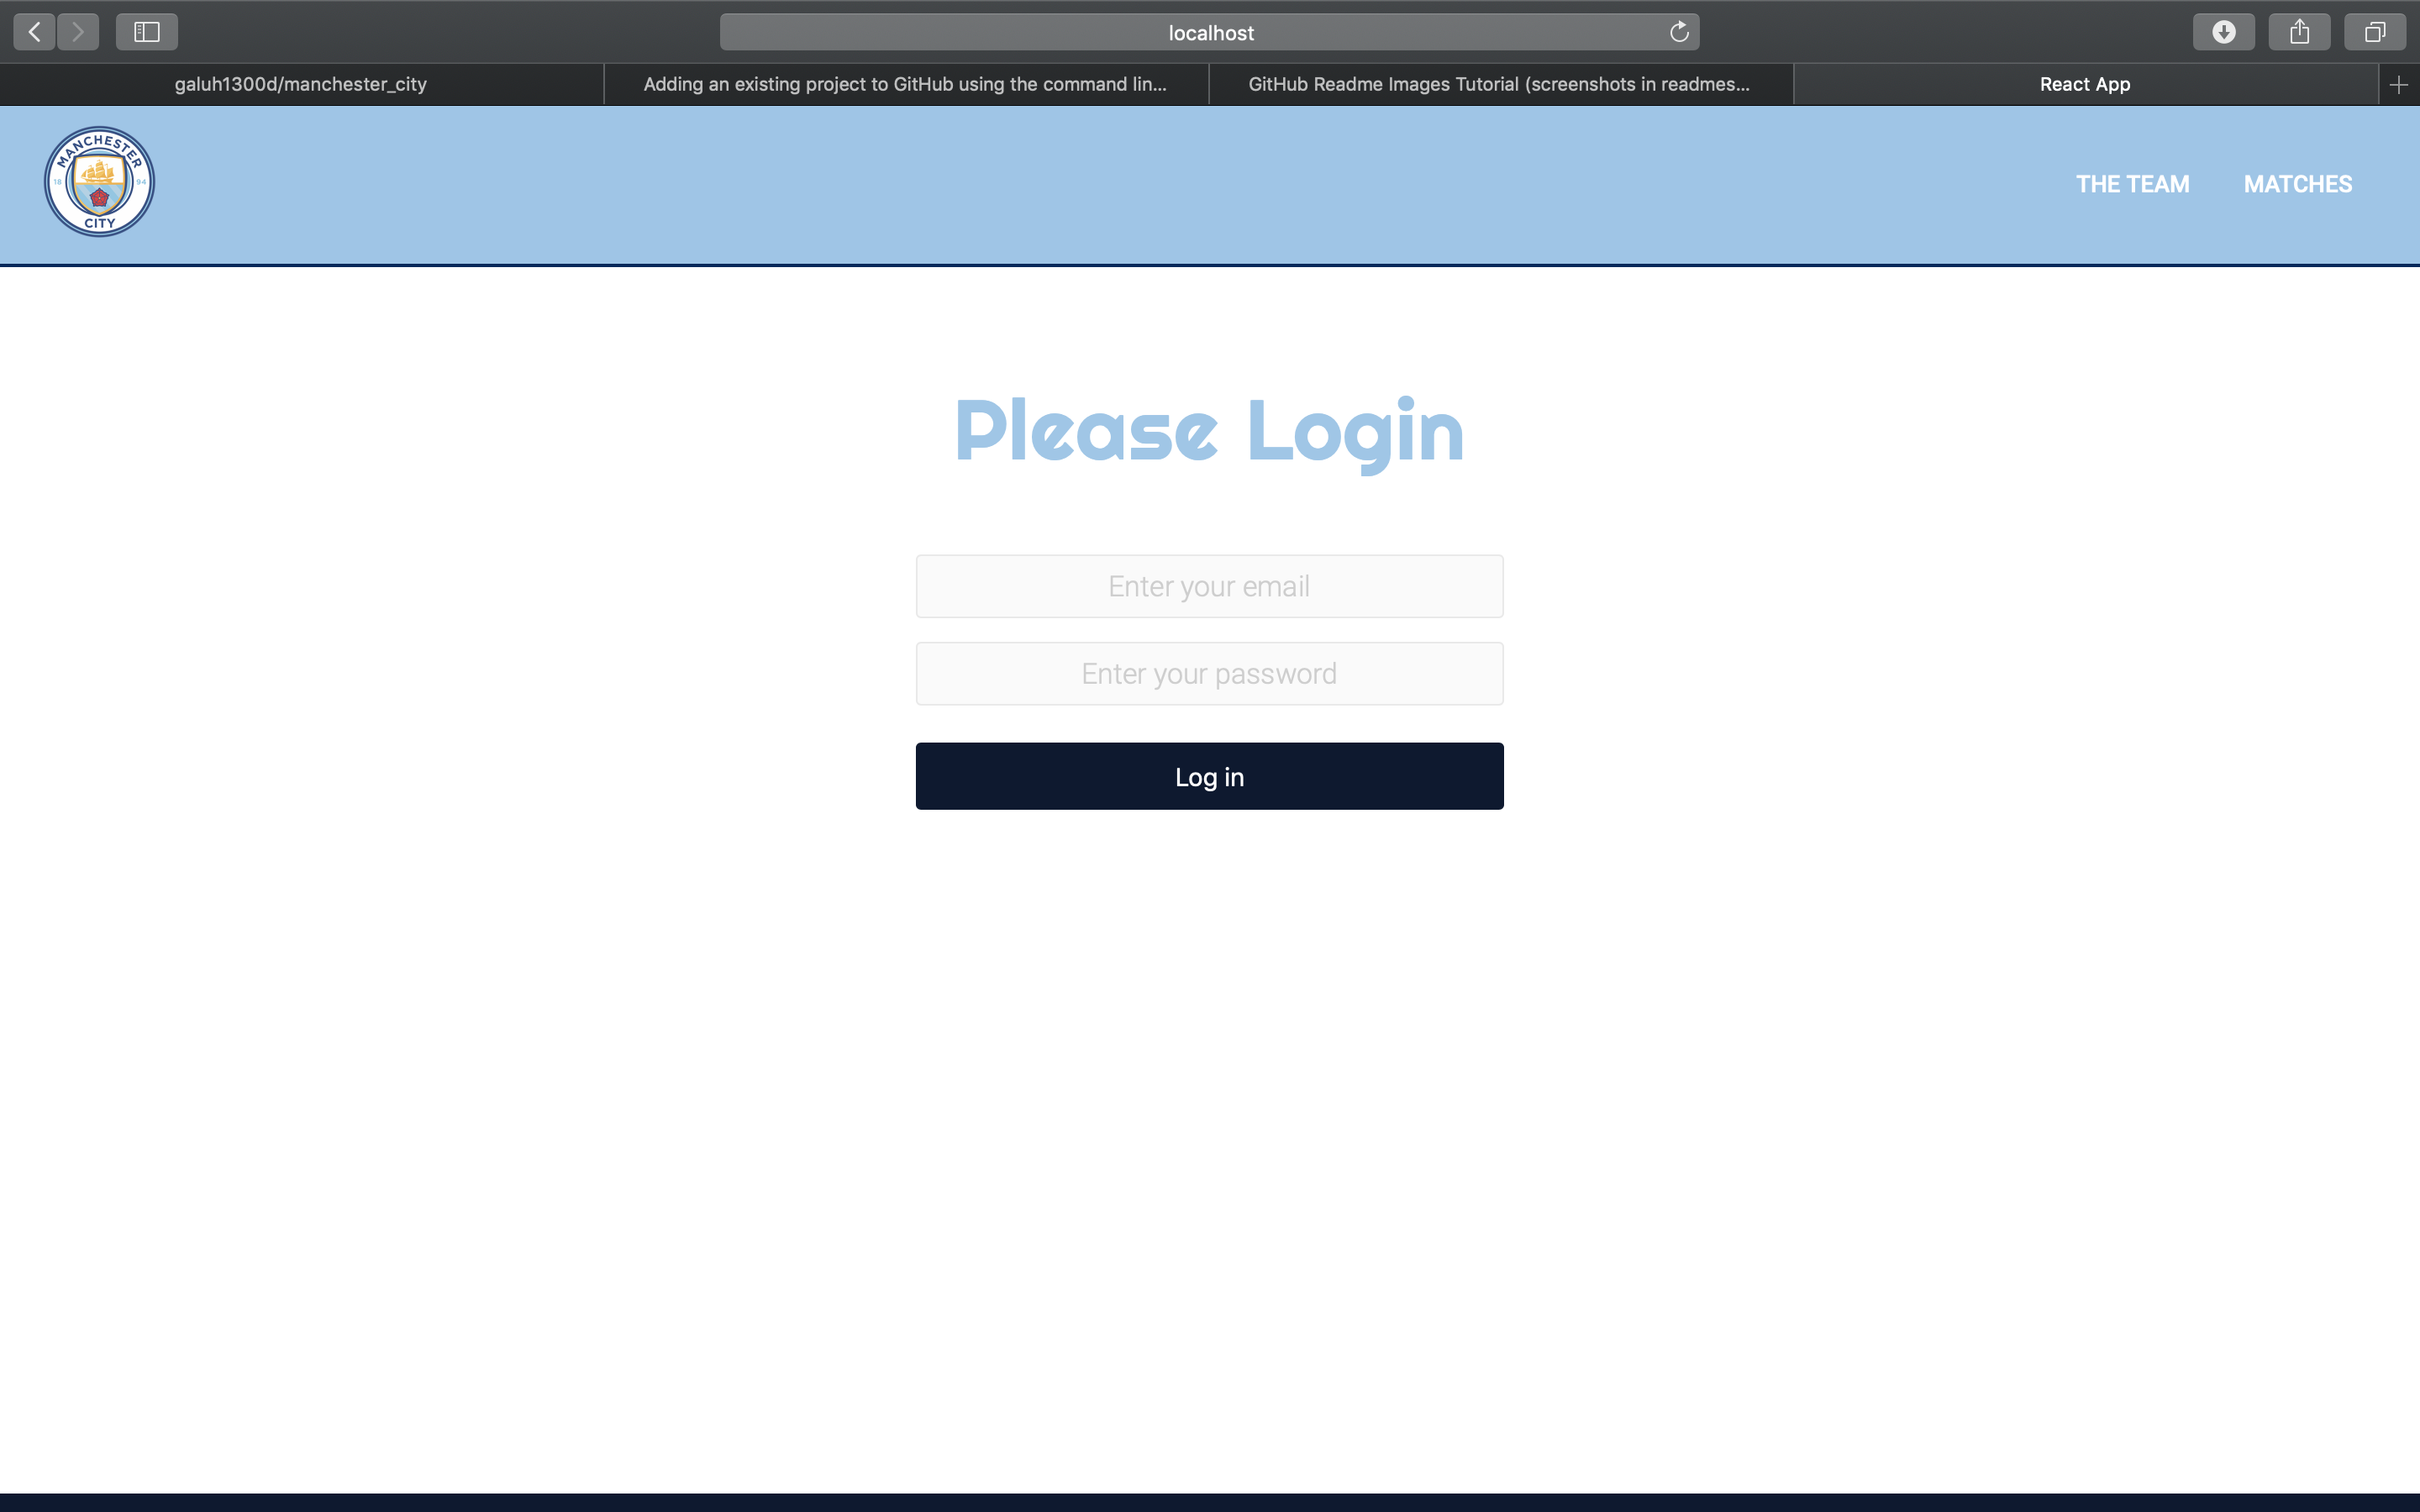 localhost
galuh1300d/manchester_city
Adding an existing project to GitHub using the command lin...
GitHub Readme Images Tutorial (screenshots in readmes...
React App
MANCHESTER
18 94
CITY
THE TEAM
MATCHES
Please Login
Enter your email
Enter your password
Log in